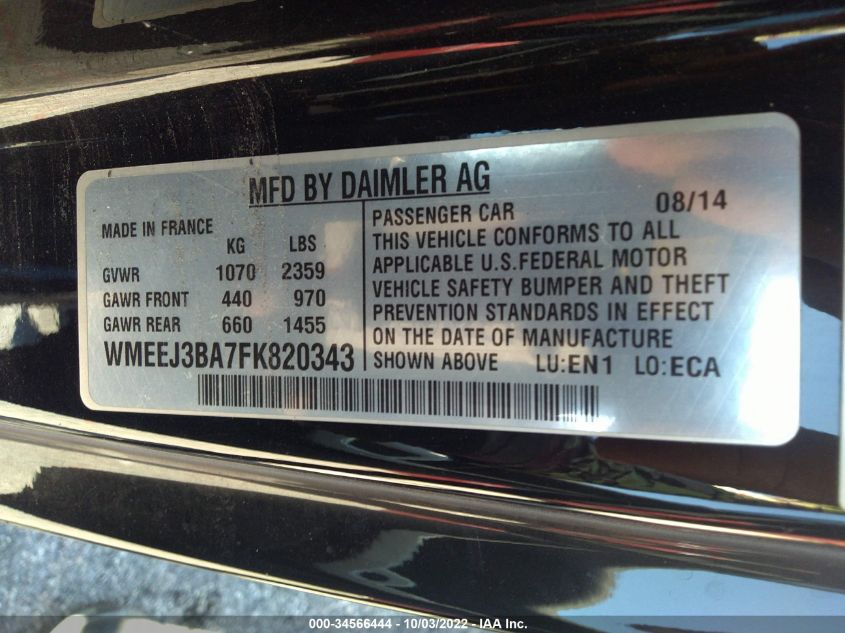 MFD BY DAIMLER AG
MADE IN FRANCE
KG LBS
GVWR 1070 2359
GAWR FRONT 440 970
GAWR REAR 660 1455
WMEEJ3BA7FK820343
PASSENGER CAR 08/14
THIS VEHICLE CONFORMS TO ALL
APPLICABLE U.S.FEDERAL MOTOR
VEHICLE SAFETY BUMPER AND THEFT
PREVENTION STANDARDS IN EFFECT
ON THE DATE OF MANUFACTURE
SHOWN ABOVE LU:EN1 LO:ECA
000-34566444 - 10/03/2022 - IAA Inc.